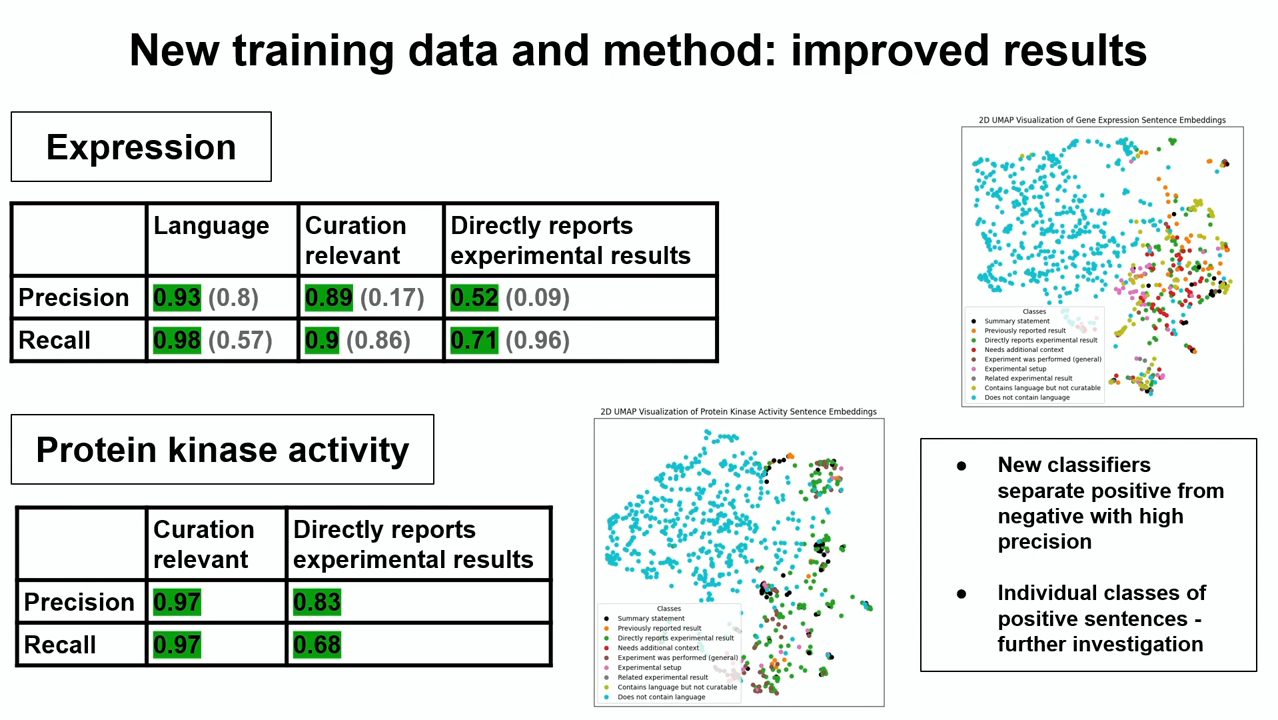 New training data and method: improved results
Expression
Language
Curation relevant
Directly reports experimental results
Precision 0.93 (0.8) 0.89 (0.17) 0.52 (0.09)
Recall 0.98 (0.57) 0.9 (0.86) 0.71 (0.96)
2D UMAP Visualization of Gene Expression Sentence Embeddings
Classes
Summary statement
Previously reported result
Directly reports experimental result
Needs additional context
Experiment was performed (general)
Experimental setup
Related experimental result
Contains language but not curatable
Does not contain language
Protein kinase activity
Curation relevant
Directly reports experimental results
Precision 0.97 0.83
Recall 0.97 0.68
2D UMAP Visualization of Protein Kinase Activity Sentence Embeddings
Classes
Summary statement
Previously reported result
Directly reports experimental result
Needs additional context
Experiment was performed (general)
Experimental setup
Related experimental result
Contains language but not curatable
Does not contain language
● New classifiers
separate positive from
negative with high
precision
● Individual classes of
positive sentences -
further investigation